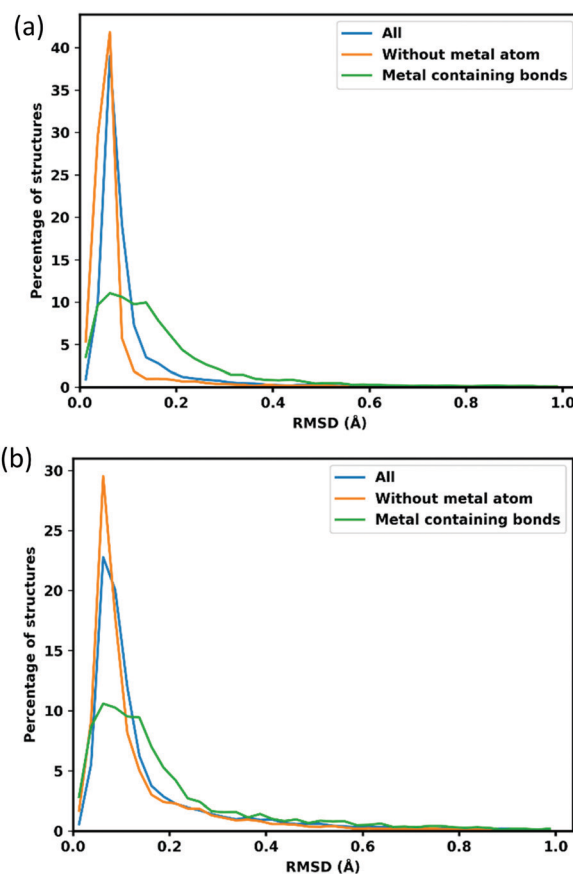 (a)
All
Without metal atom
Metal containing bonds
Percentage of structures
40
35
30
25
20
15
10
5
0
0.0 0.2 0.4 0.6 0.8 1.0
RMSD (Å)
(b)
All
Without metal atom
Metal containing bonds
Percentage of structures
30
25
20
15
10
5
0
0.0 0.2 0.4 0.6 0.8 1.0
RMSD (Å)